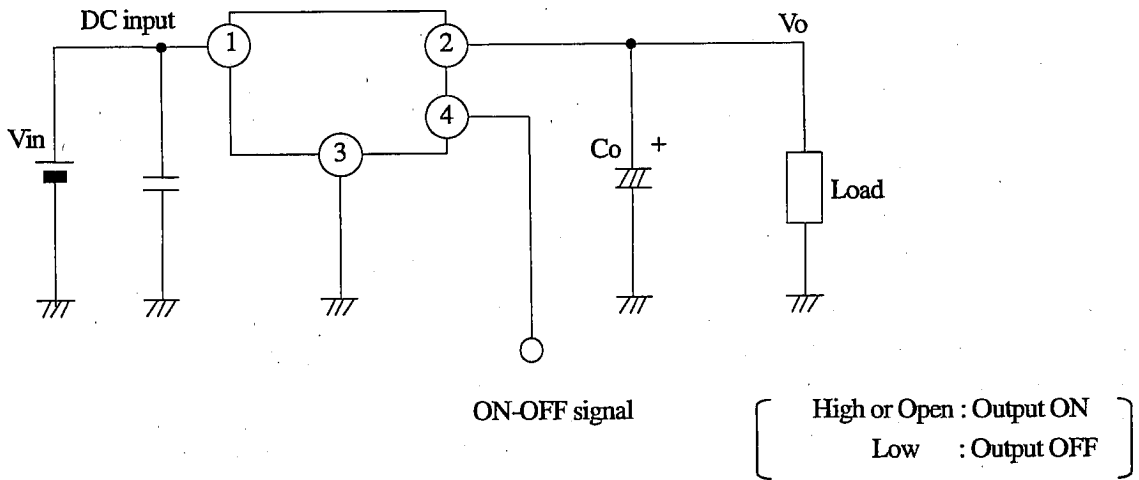 DC input
Vo
1
2
4
Vin
3
Co
+
Load
ON-OFF signal
High or Open : Output ON
Low : Output OFF